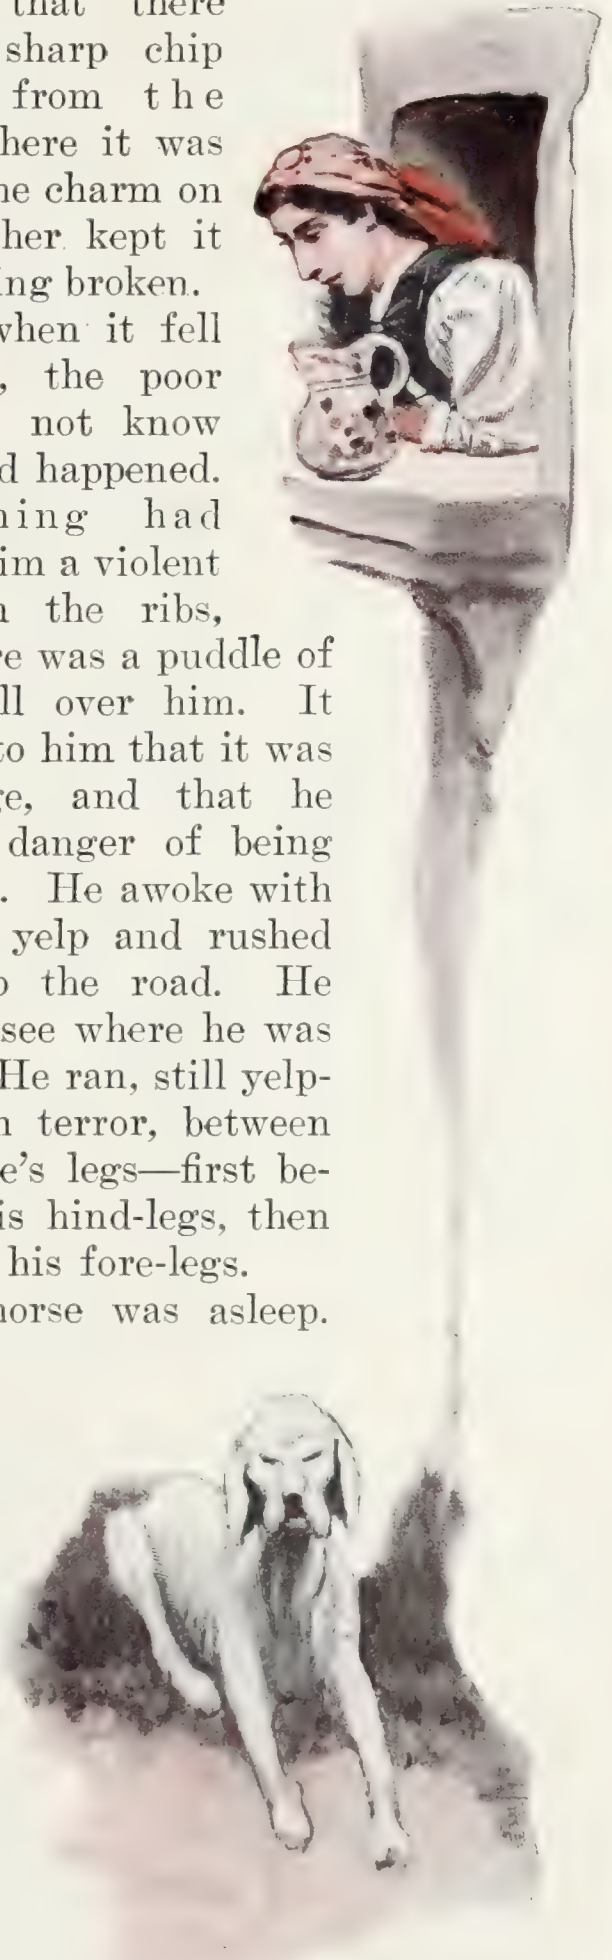 that there
sharp chip
from the
here it was
he charm on
her kept it
ing broken.
when it fell
, the poor
not know
d happened.
hing had
im a violent
n the ribs,
re was a puddle of
ll over him. It
to him that it was
ge, and that he
danger of being
. He awoke with
yelp and rushed
o the road. He
see where he was
He ran, still yelp-
n terror, between
e's legs—first be-
is hind-legs, then
his fore-legs.
horse was asleep.